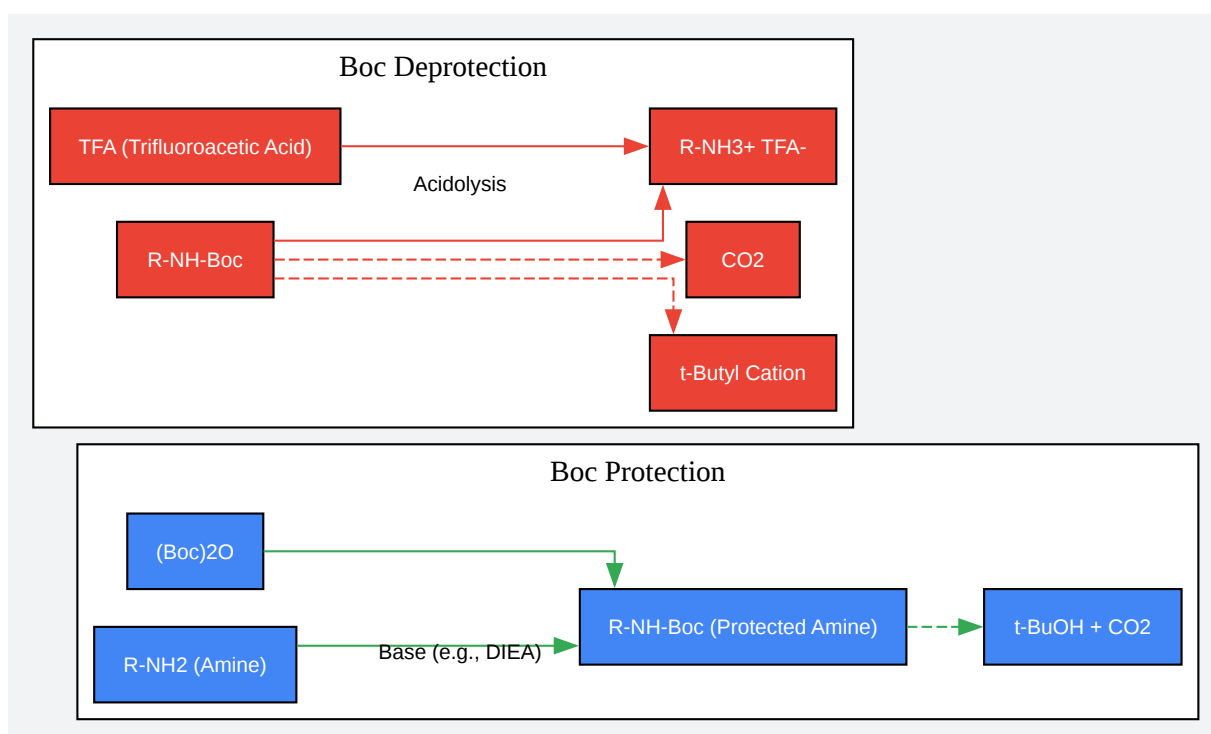 Boc Deprotection
TFA (Trifluoroacetic Acid)
R-NH3+ TFA-
Acidolysis
R-NH-Boc
CO2
t-Butyl Cation
Boc Protection
(Boc)2O
R-NH-Boc (Protected Amine)
t-BuOH + CO2
Base (e.g., DIEA)
R-NH2 (Amine)